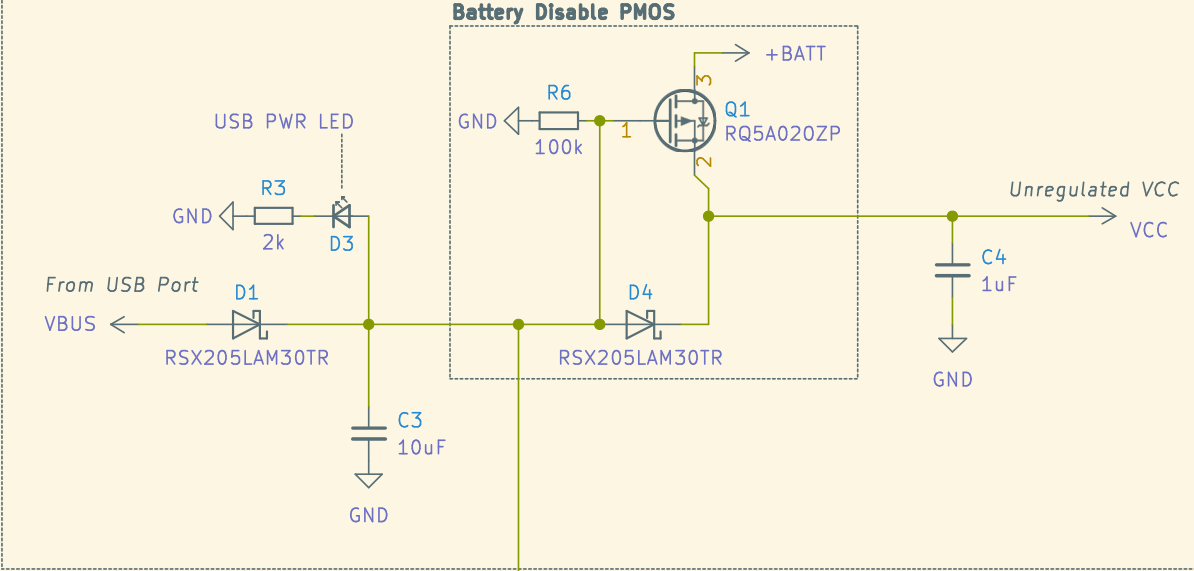 Battery Disable PMOS
+BATT
3
R6
Q1
GND
1
RQ5A020ZP
100k
USB PWR LED
2
R3
Unregulated VCC
GND
VCC
2k
D3
C4
From USB Port
1uF
D1
D4
VBUS
RSX205LAM30TR
RSX205LAM30TR
GND
C3
10uF
GND